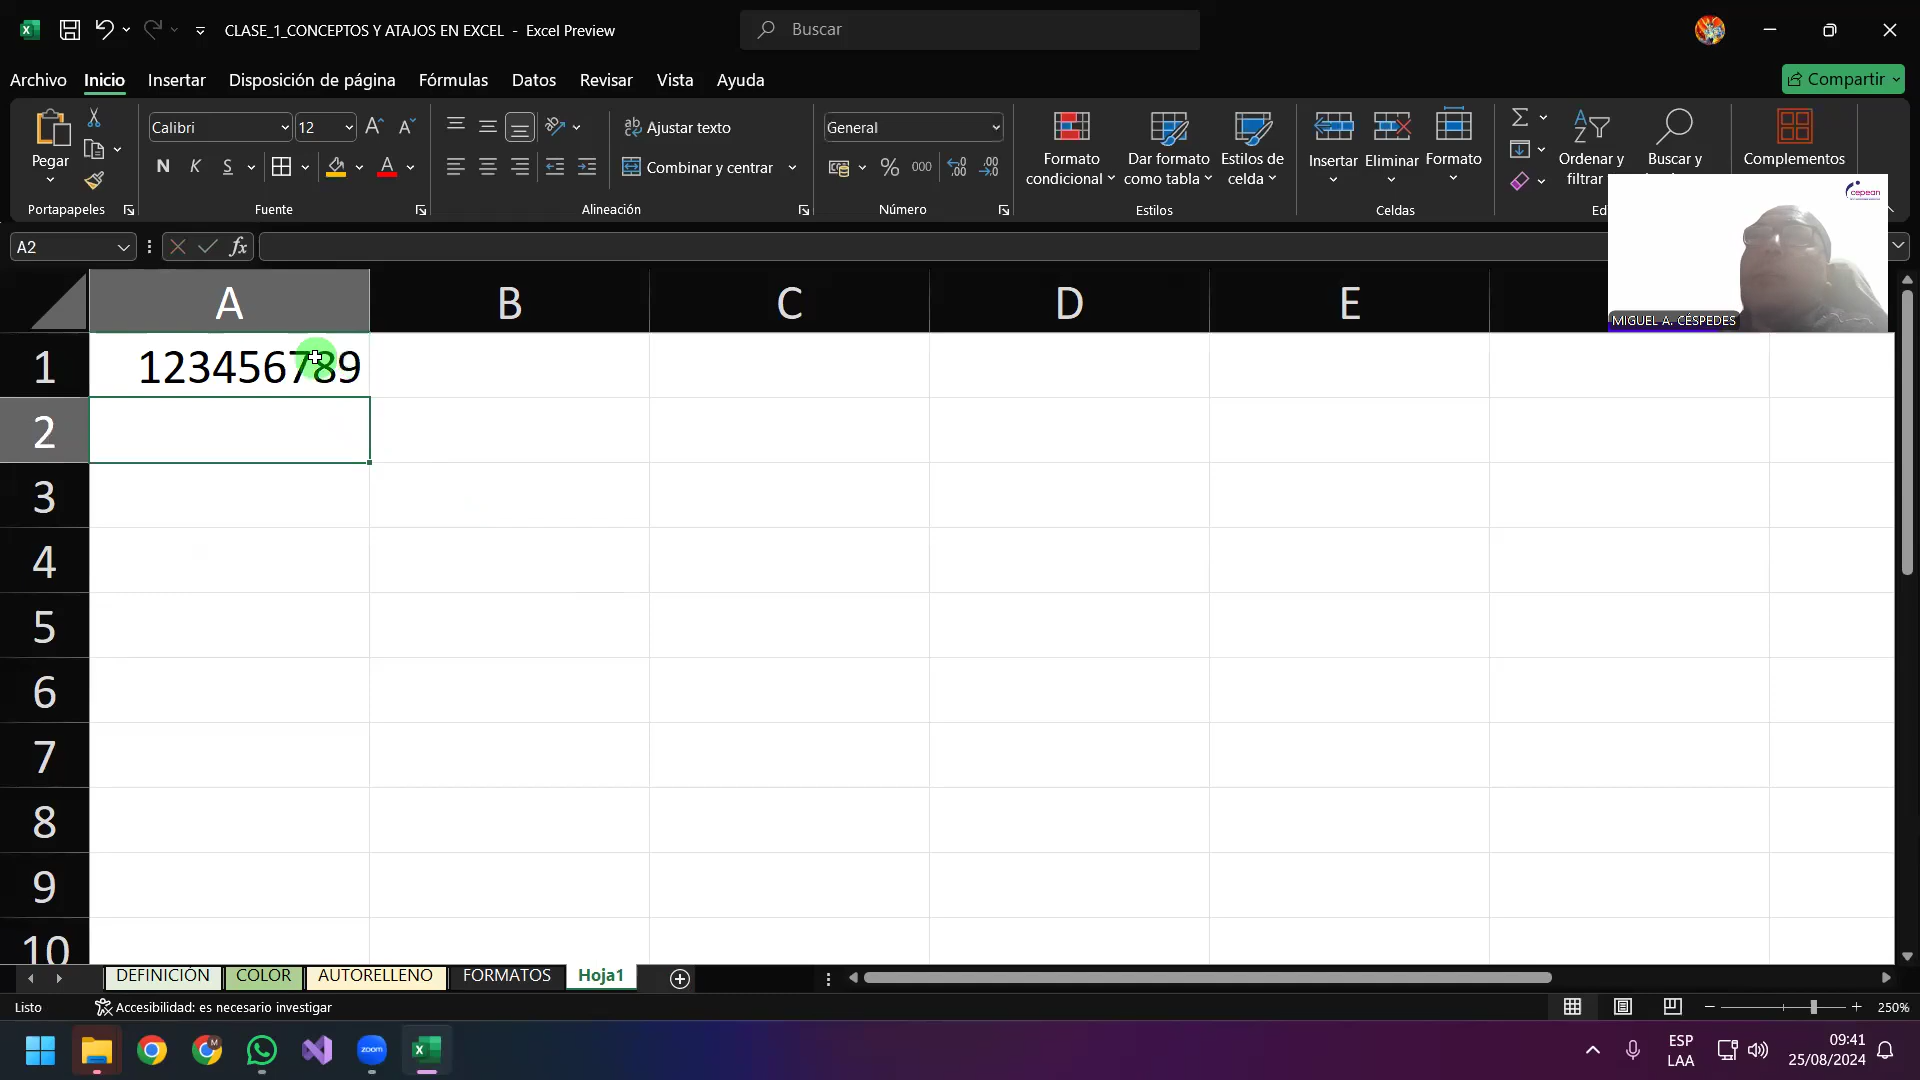 CLASE_1_CONCEPTOS Y ATAJOS EN EXCEL - Excel Preview
Buscar
Archivo Inicio Insertar Disposición de página Fórmulas Datos Revisar Vista Ayuda
Compartir
Pegar
Portapapeles
Calibri 12
N K S
Fuente
Ajustar texto
Combinar y centrar
Alineación
General
% 000
Número
Formato condicional
Dar formato como tabla
Estilos de celda
Estilos
Insertar
Eliminar
Formato
Celdas
Ordenar y filtrar
Buscar y
Ed
Complementos
cepean
MIGUEL A. CÉSPEDES
A2
fx
A B C D E
1 123456789
2
3
4
5
6
7
8
9
10
DEFINICIÓN COLOR AUTORELLENO FORMATOS Hoja1
Listo
Accesibilidad: es necesario investigar
250%
zoom
ESP
LAA
09:41
25/08/2024